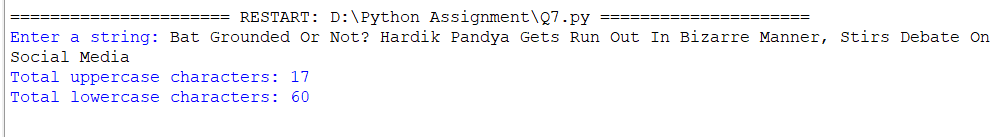 ====================== RESTART: D:\Python Assignment\Q7.py =====================
Enter a string: Bat Grounded Or Not? Hardik Pandya Gets Run Out In Bizarre Manner, Stirs Debate On
Social Media
Total uppercase characters: 17
Total lowercase characters: 60